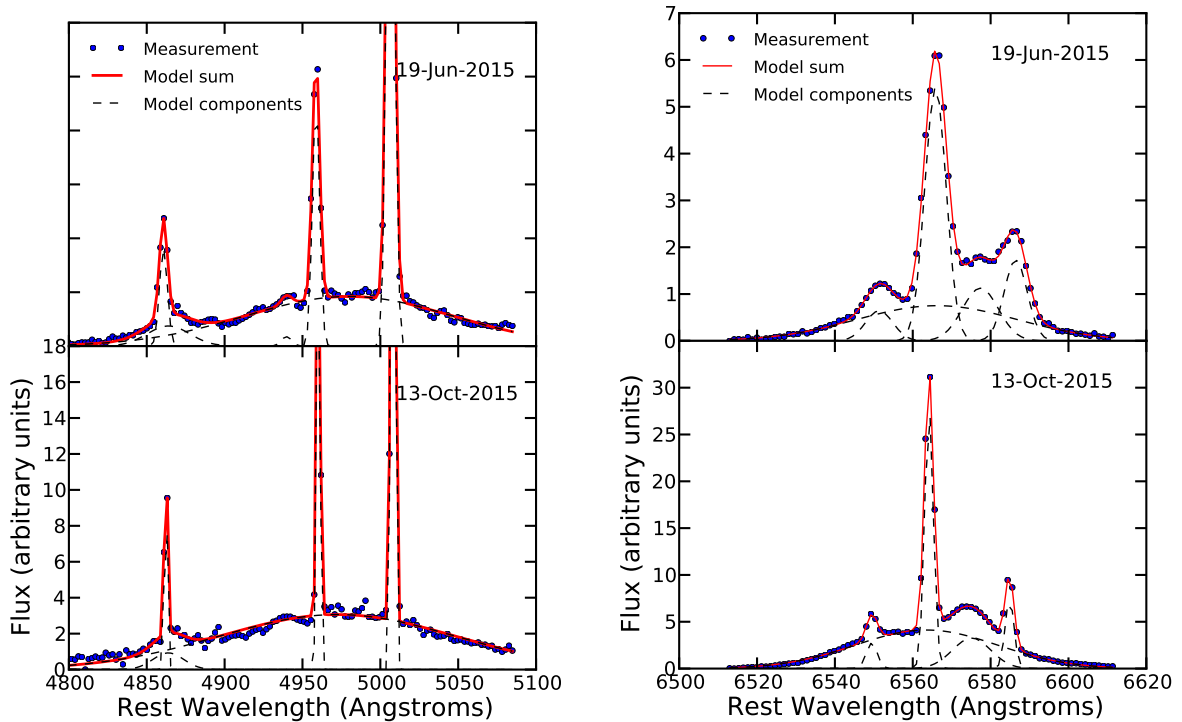 Measurement
Model sum
Model components
19-Jun-2015
18
16
14
12
10
8
6
4
2
0
13-Oct-2015
4800 4850 4900 4950 5000 5050 5100
Rest Wavelength (Angstroms)
Flux (arbitrary units)
7
6
5
4
3
2
1
0
Measurement
Model sum
Model components
19-Jun-2015
30
25
20
15
10
5
0
13-Oct-2015
6500 6520 6540 6560 6580 6600 6620
Rest Wavelength (Angstroms)
Flux (arbitrary units)